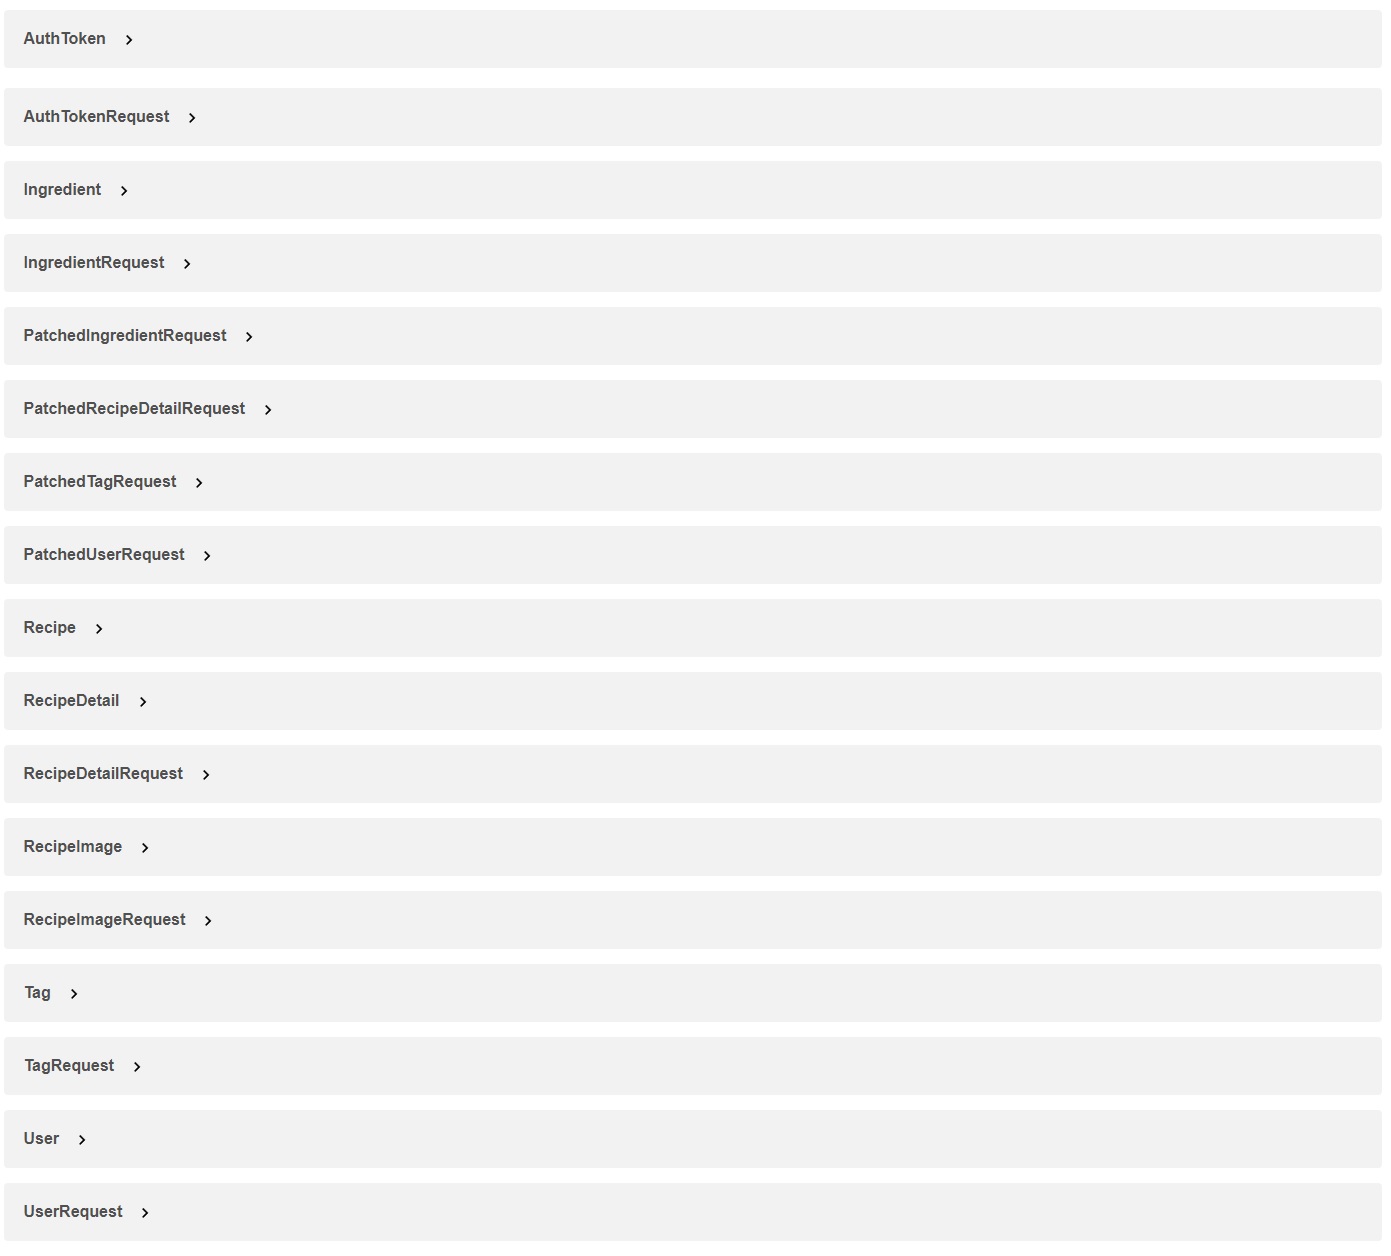 AuthToken
AuthTokenRequest
Ingredient
IngredientRequest
PatchedIngredientRequest
PatchedRecipeDetailRequest
PatchedTagRequest
PatchedUserRequest
Recipe
RecipeDetail
RecipeDetailRequest
RecipeImage
RecipeImageRequest
Tag
TagRequest
User
UserRequest